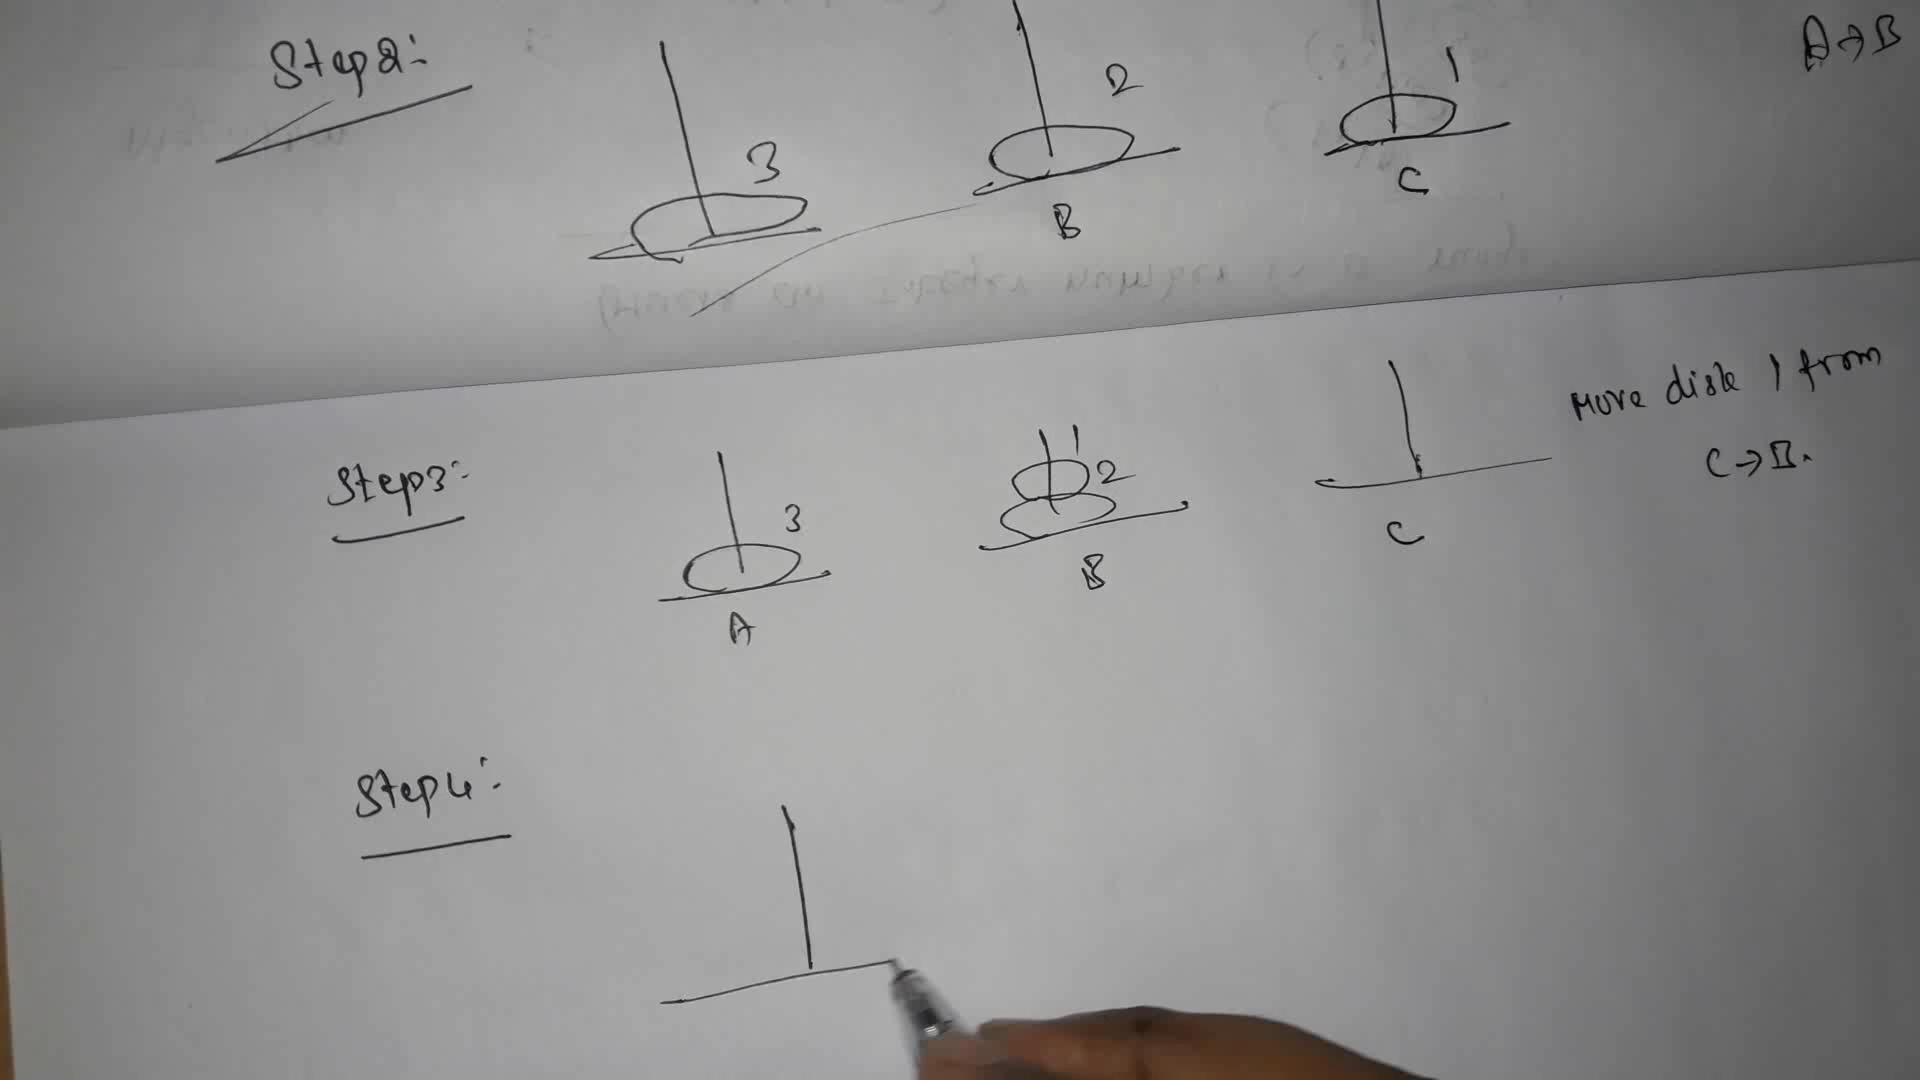 Step2:
3
2
1
A→B
B
C
Step3:
3
1
2
Move disk 1 from
C→B.
A
B
C
Step4: